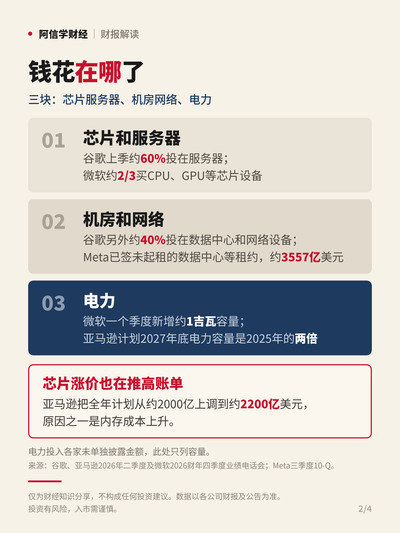 阿信学财经｜财报解读
钱花在哪了
三块：芯片服务器、机房网络、电力
01 芯片和服务器
谷歌上季约60%投在服务器；
微软约2/3买CPU、GPU等芯片设备
02 机房和网络
谷歌另外约40%投在数据中心和网络设备；
Meta已签未起租的数据中心等租约，约3557亿美元
03 电力
微软一个季度新增约1吉瓦容量；
亚马逊计划2027年底电力容量是2025年的两倍
芯片涨价也在推高账单
亚马逊把全年计划从约2000亿上调到约2200亿美元，
原因之一是内存成本上升。
电力投入各家未单独披露金额，此处只列容量。
来源：谷歌、亚马逊2026年二季度及微软2026财年四季度业绩电话会；Meta三季度10-Q。
仅为财经知识分享，不构成任何投资建议。数据以各公司财报及公告为准。
投资有风险，入市需谨慎。
2/4